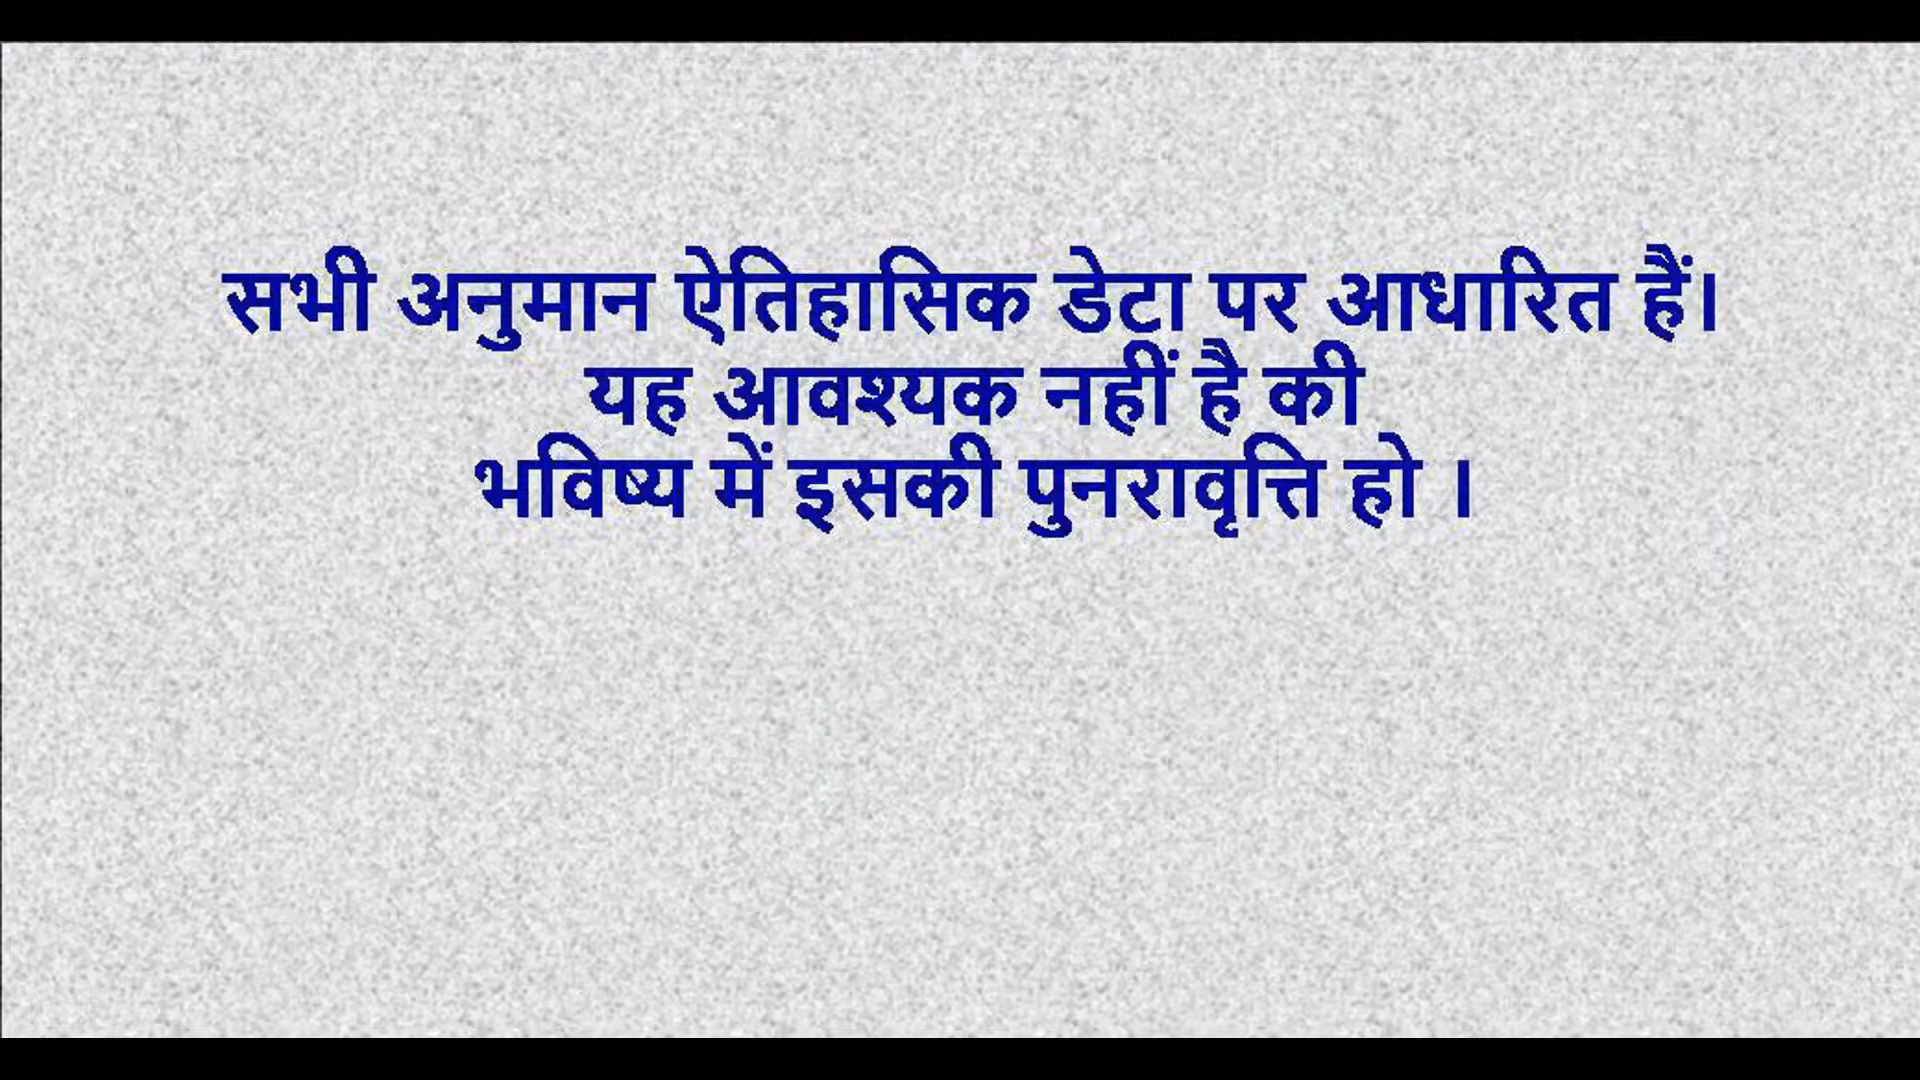 सभी अनुमान ऐतिहासिक डेटा पर आधारित हैं।
यह आवश्यक नहीं है की
भविष्य में इसकी पुनरावृत्ति हो ।